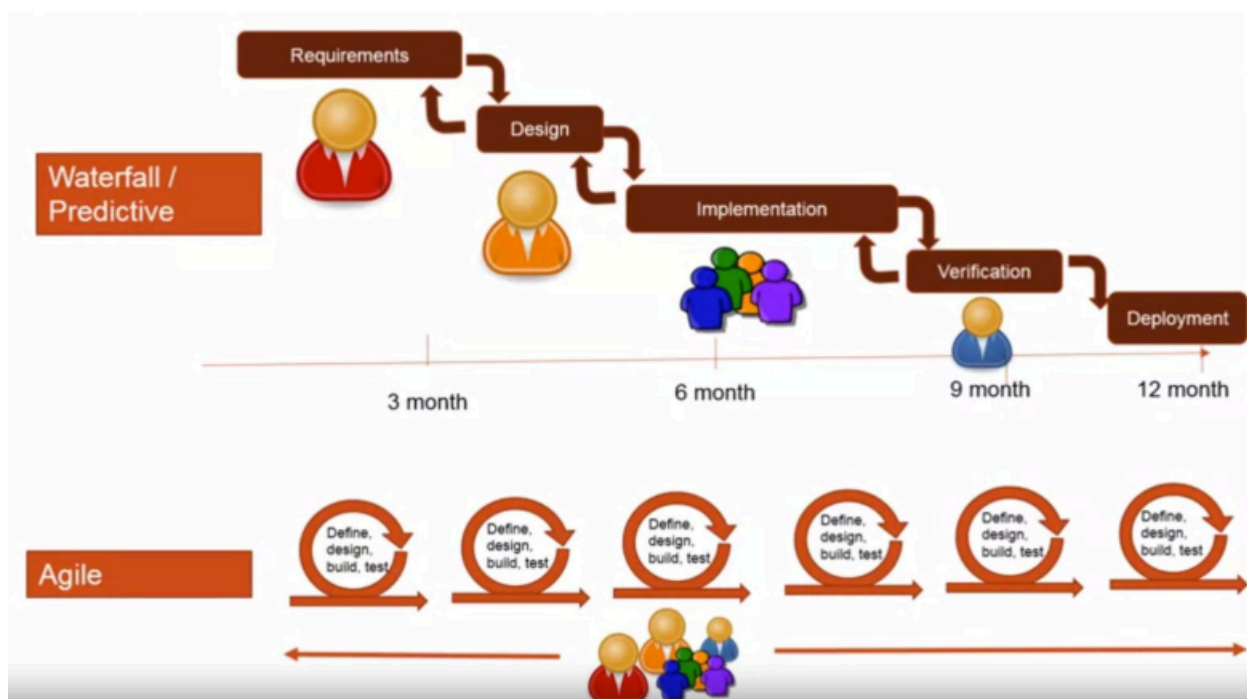 Requirements
Design
Waterfall /
Predictive
Implementation
Verification
Deployment
3 month
6 month
9 month
12 month
Define,
design,
build, test
Define,
design,
build, test
Define,
design,
build, test
Define,
design,
build, test
Define,
design,
build, test
Define,
design,
build, test
Agile